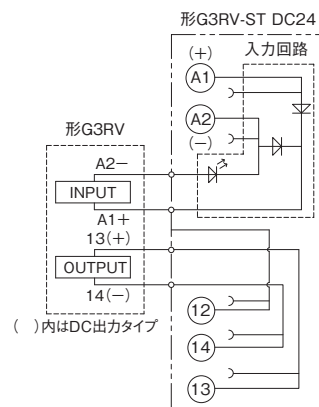 形G3RV-ST DC24
入力回路
(+)
A1
A2
(-)
形G3RV
A2-
INPUT
A1+
13(+)
OUTPUT
14(-)
( )内はDC出力タイプ
12
14
13